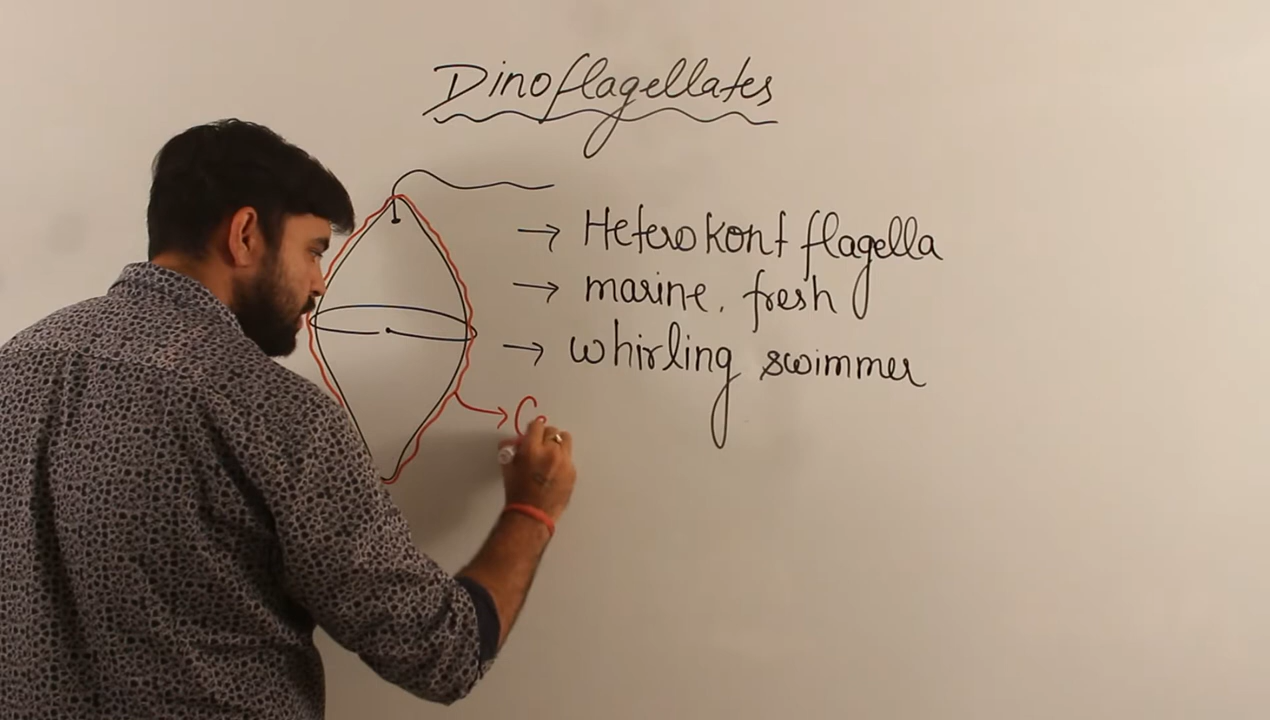 Dinoflagellates
→ Heterokont flagella
→ marine, fresh
→ whirling swimmer
→ C